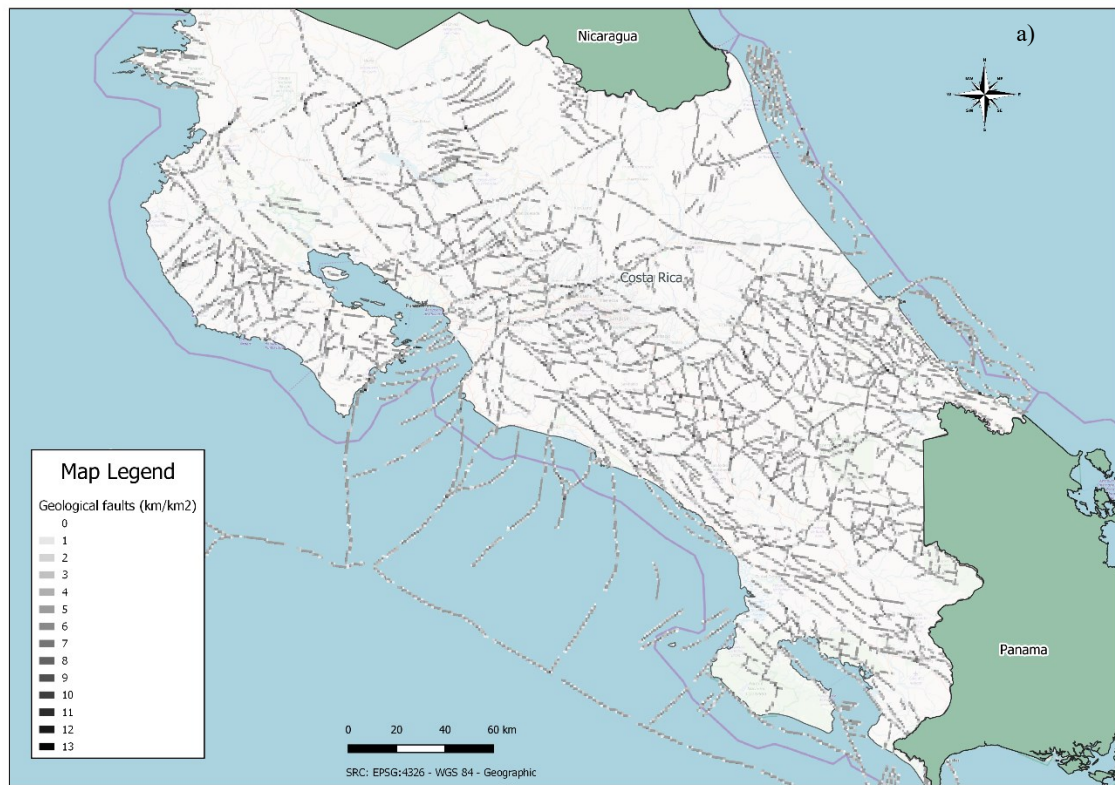 Nicaragua
a)
Costa Rica
Map Legend
Geological faults (km/km2)
0
1
2
3
4
5
6
7
8
9
10
11
12
13
Panama
0 20 40 60 km
SRC: EPSG:4326 - WGS 84 - Geographic